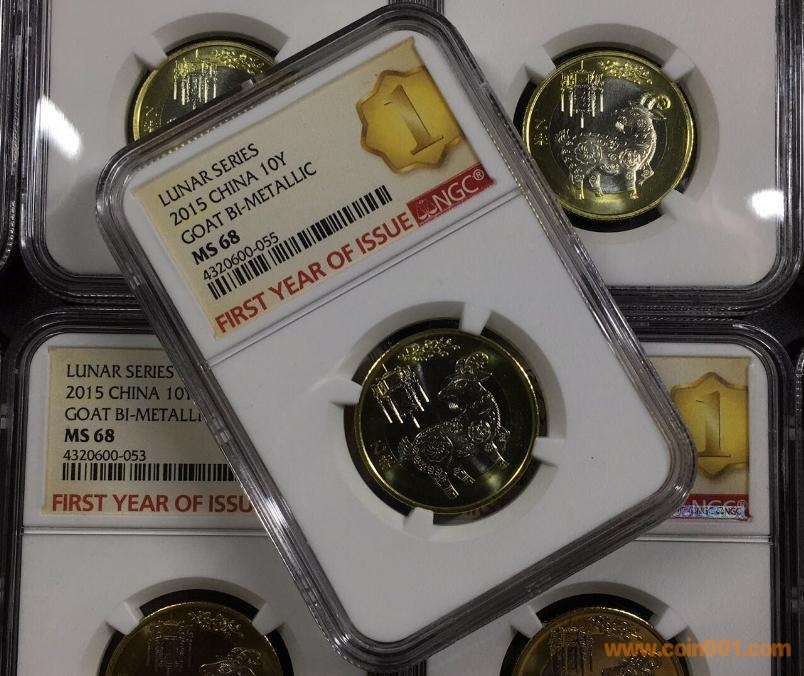 LUNAR SERIES
2015 CHINA 10Y
GOAT BI-METALLIC
MS 68
4320600-055
FIRST YEAR OF ISSUE
1
NGC®
LUNAR SERIES
2015 CHINA 10Y
GOAT BI-METALLI
MS 68
4320600-053
FIRST YEAR OF ISSU
1
NGC
www.coin001.com